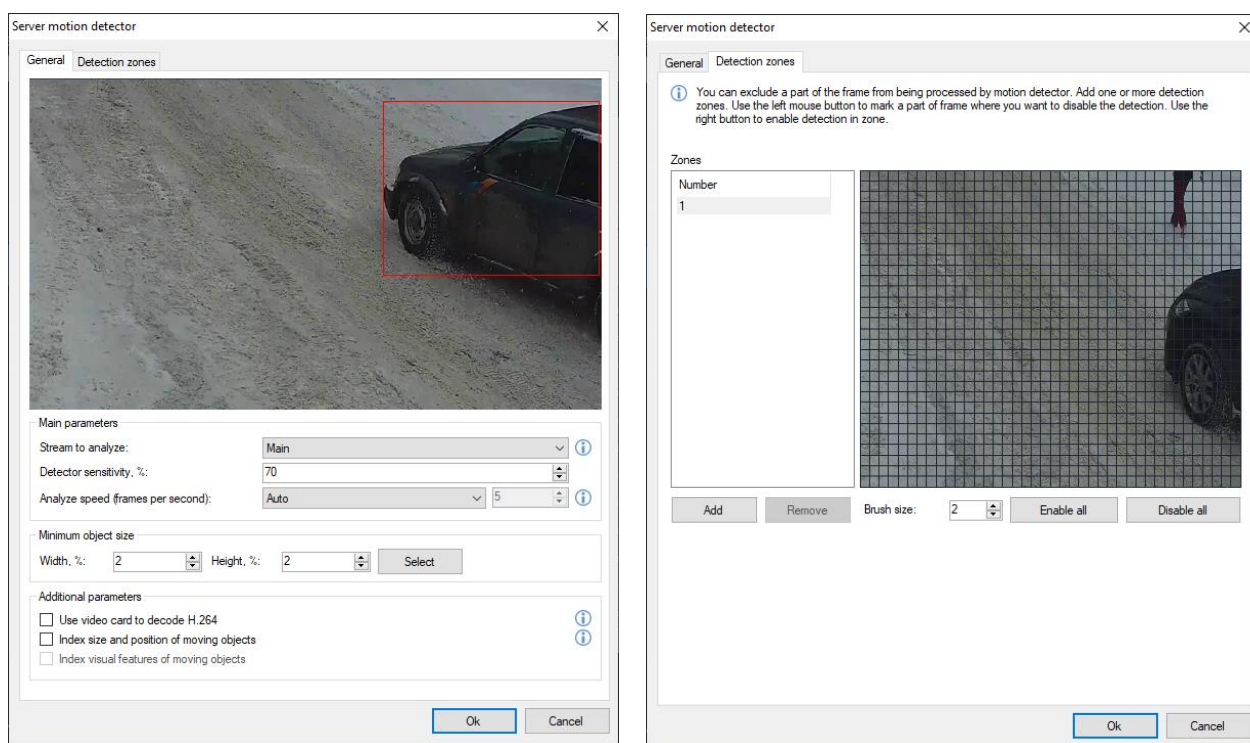 Server motion detector
General Detection zones
Main parameters
Stream to analyze: Main
Detector sensitivity, %: 70
Analyze speed (frames per second): Auto 5
Minimum object size
Width, %: 2 Height, %: 2 Select
Additional parameters
Use video card to decode H.264
Index size and position of moving objects
Index visual features of moving objects
Ok Cancel
Server motion detector
General Detection zones
You can exclude a part of the frame from being processed by motion detector. Add one or more detection
zones. Use the left mouse button to mark a part of frame where you want to disable the detection. Use the
right button to enable detection in zone.
Zones
Number
1
Add Remove Brush size: 2 Enable all Disable all
Ok Cancel